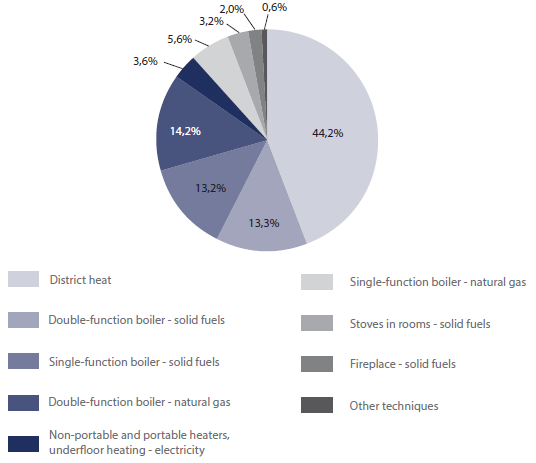 0,6%
2,0%
3,2%
5,6%
3,6%
44,2%
14,2%
13,2%
13,3%
District heat
Double-function boiler - solid fuels
Single-function boiler - solid fuels
Double-function boiler - natural gas
Non-portable and portable heaters,
underfloor heating - electricity
Single-function boiler - natural gas
Stoves in rooms - solid fuels
Fireplace - solid fuels
Other techniques